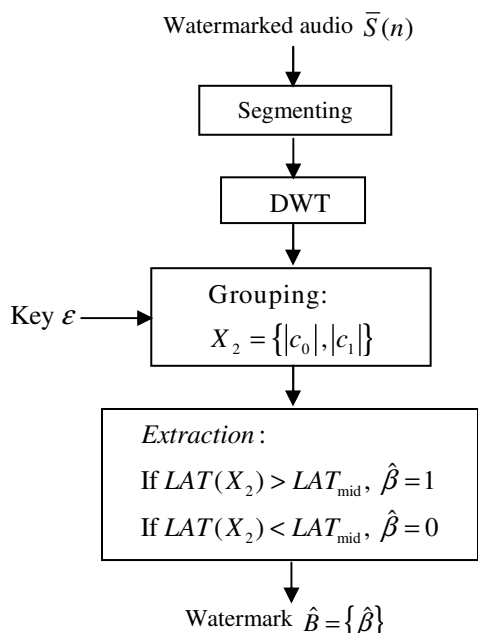 Watermarked audio S̅(n)
Segmenting
DWT
Grouping:
Key ε
X₂ = {|c₀|, |c₁|}
Extraction:
If LAT(X₂) > LAT_mid, β̂ = 1
If LAT(X₂) < LAT_mid, β̂ = 0
Watermark B̂ = {β̂}